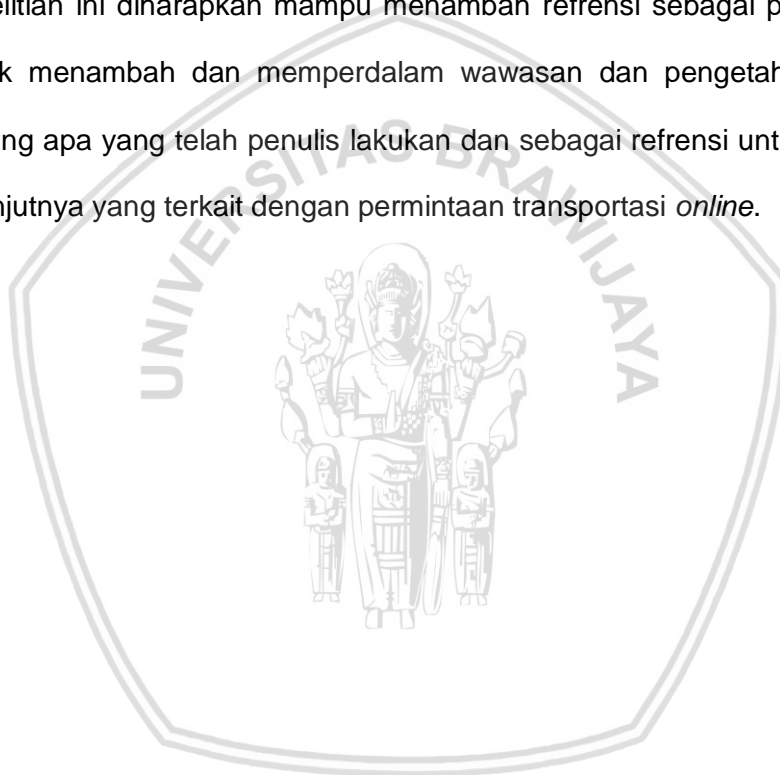 elitian ini diharapkan mampu menambah refrensi sebagai p
k menambah dan memperdalam wawasan dan pengetah
ng apa yang telah penulis lakukan dan sebagai refrensi unt
njutnya yang terkait dengan permintaan transportasi online.
UNIVERSITAS BRAWIJAYA